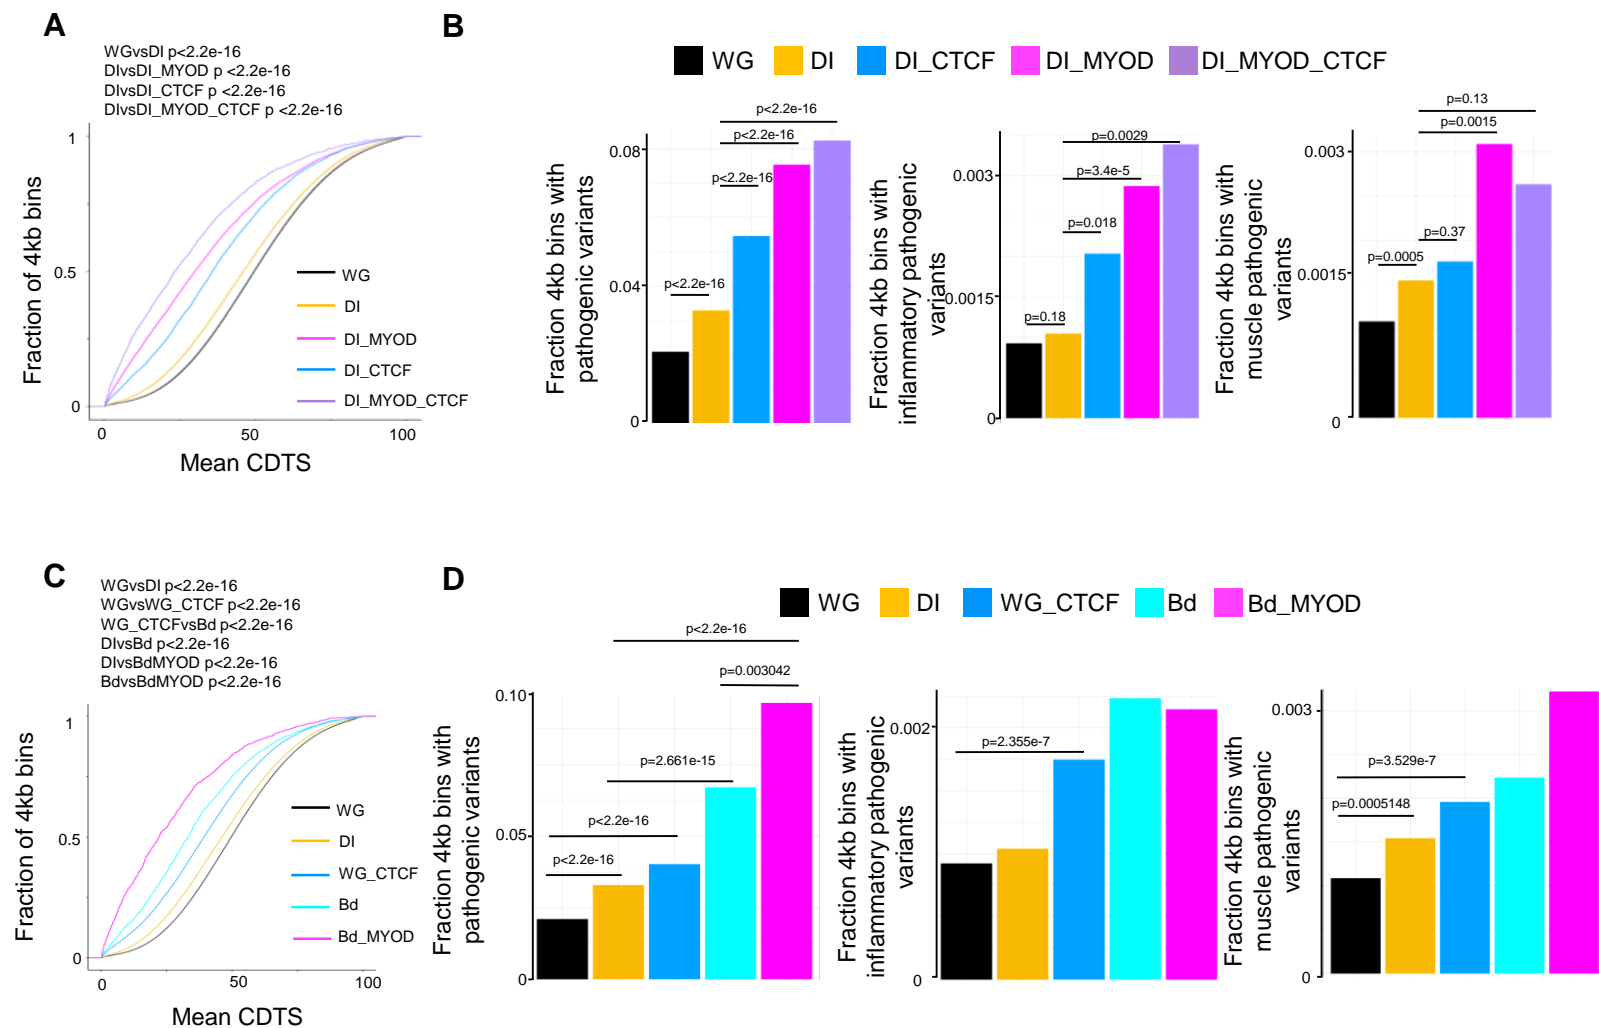 A
WGvsDI p<2.2e-16
DIvsDI_MYOD p <2.2e-16
DIvsDI_CTCF p <2.2e-16
DIvsDI_MYOD_CTCF p <2.2e-16
Fraction of 4kb bins
1
0.5
0
0
50
100
Mean CDTS
WG
DI
DI_MYOD
DI_CTCF
DI_MYOD_CTCF
B
WG
DI
DI_CTCF
DI_MYOD
DI_MYOD_CTCF
Fraction 4kb bins with
pathogenic variants
0.08
0.04
0
p<2.2e-16
p<2.2e-16
p<2.2e-16
p<2.2e-16
Fraction 4kb bins with
inflammatory pathogenic
variants
0.003
0.0015
0
p=0.0029
p=3.4e-5
p=0.018
p=0.18
Fraction 4kb bins with
muscle pathogenic
variants
0.003
0.0015
0
p=0.13
p=0.0015
p=0.37
p=0.0005
C
WGvsDI p<2.2e-16
WGvsWG_CTCF p<2.2e-16
WG_CTCFvsBd p<2.2e-16
DIvsBd p<2.2e-16
DIvsBdMYOD p<2.2e-16
BdvsBdMYOD p<2.2e-16
Fraction of 4kb bins
1
0.5
0
0
50
100
Mean CDTS
WG
DI
WG_CTCF
Bd
Bd_MYOD
D
WG
DI
WG_CTCF
Bd
Bd_MYOD
Fraction 4kb bins with
pathogenic variants
0.10
0.05
0
p<2.2e-16
p=0.003042
p=2.661e-15
p<2.2e-16
p<2.2e-16
Fraction 4kb bins with
inflammatory pathogenic
variants
0.002
0
p=2.355e-7
Fraction 4kb bins with
muscle pathogenic
variants
0.003
0
p=3.529e-7
p=0.0005148